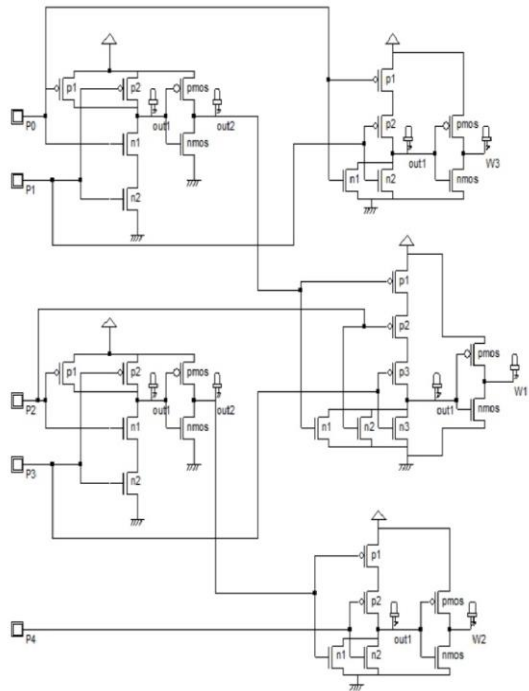 p1 p2 pmos
P0 out1 out2
n1 nmos
P1
n2
p1
p2 pmos
out1 W3
n1 n2 nmos
p1
p2
p3 pmos
out1 W1
n1 n2 n3 nmos
p1 p2 pmos
P2 out1 out2
n1 nmos
P3
n2
p1
p2 pmos
P4 out1 W2
n1 n2 nmos